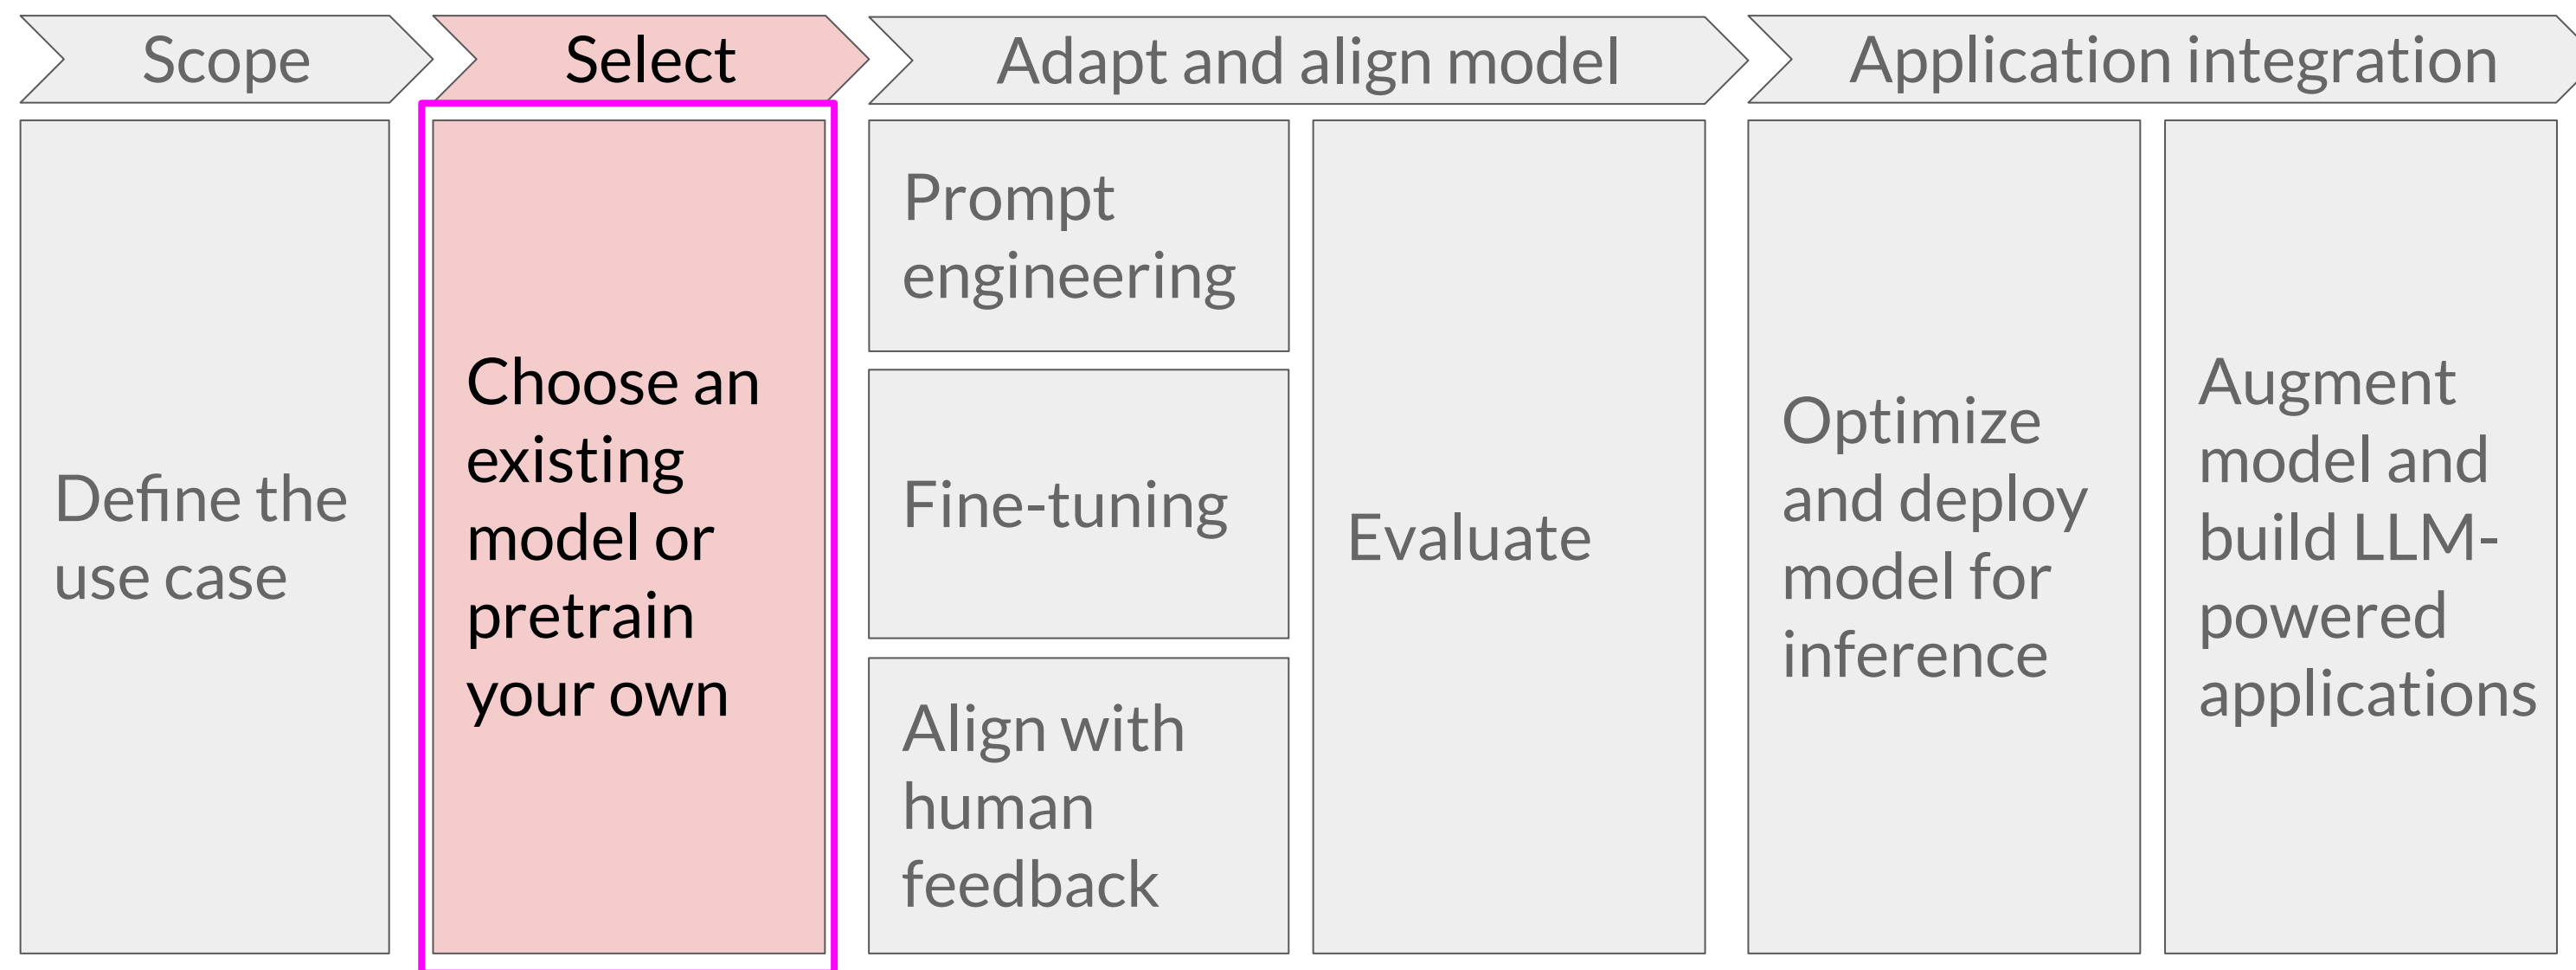 Scope
Select
Adapt and align model
Application integration
Define the
use case
Choose an
existing
model or
pretrain
your own
Prompt
engineering
Fine-tuning
Align with
human
feedback
Evaluate
Optimize
and deploy
model for
inference
Augment
model and
build LLM-
powered
applications